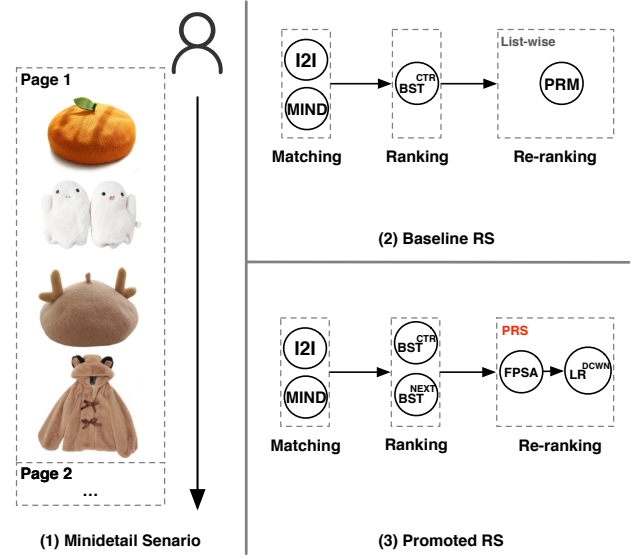 Page 1
Page 2
...
(1) Minidetail Senario
I2I
MIND
Matching
BST CTR
Ranking
List-wise
PRM
Re-ranking
(2) Baseline RS
I2I
MIND
Matching
BST CTR
BST NEXT
Ranking
PRS
FPSA
LR DCWN
Re-ranking
(3) Promoted RS